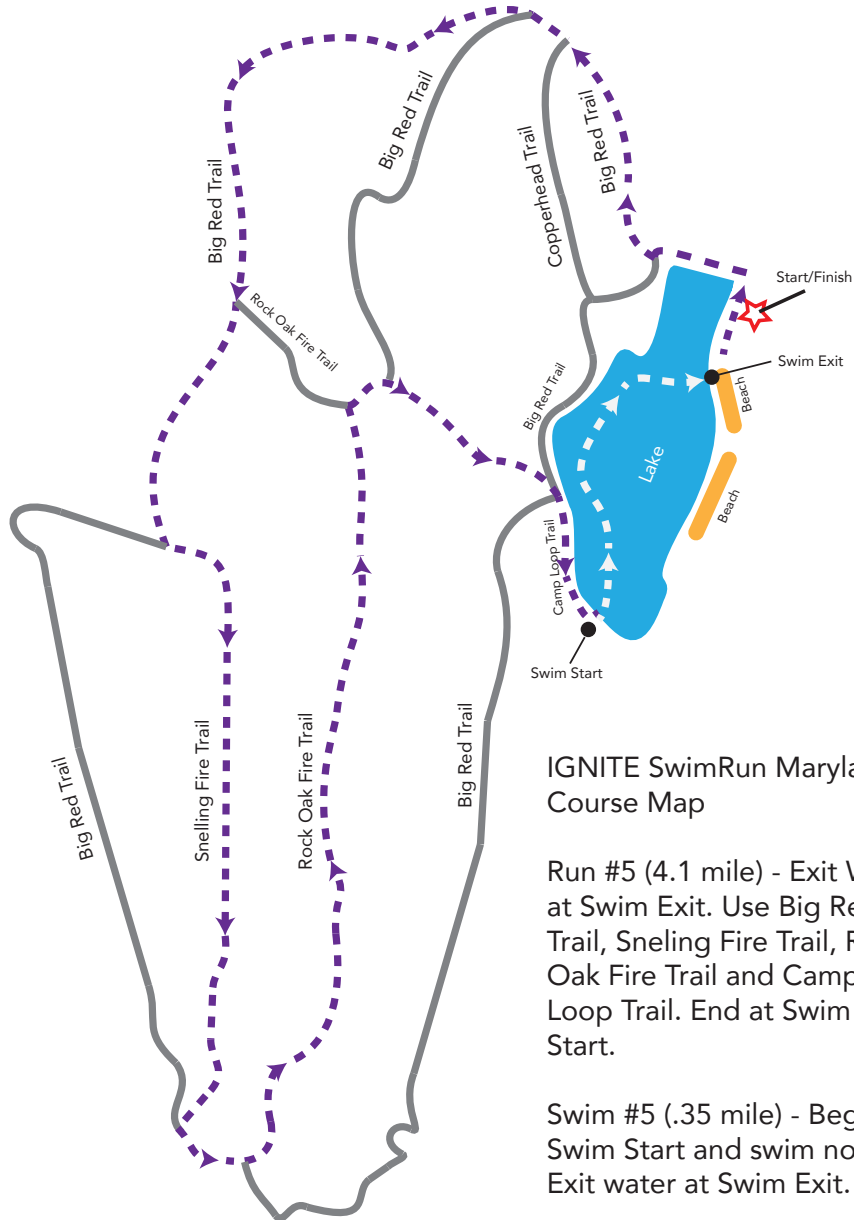 Big Red Trail
Big Red Trail
Copperhead Trail
Big Red Trail
Start/Finish
Rock Oak Fire Trail
Swim Exit
Beach
Big Red Trail
Lake
Beach
Camp Loop Trail
Swim Start
Big Red Trail
Snelling Fire Trail
Rock Oak Fire Trail
Big Red Trail
IGNITE SwimRun
Course Map
Run #5 (4.1 mile) - Exit
at Swim Exit. Use Big
Trail, Sneling Fire Trail,
Oak Fire Trail and Camp
Loop Trail. End at Swim
Start.
Swim #5 (.35 mile) -
Swim Start and swim
Exit water at Swim Exit.